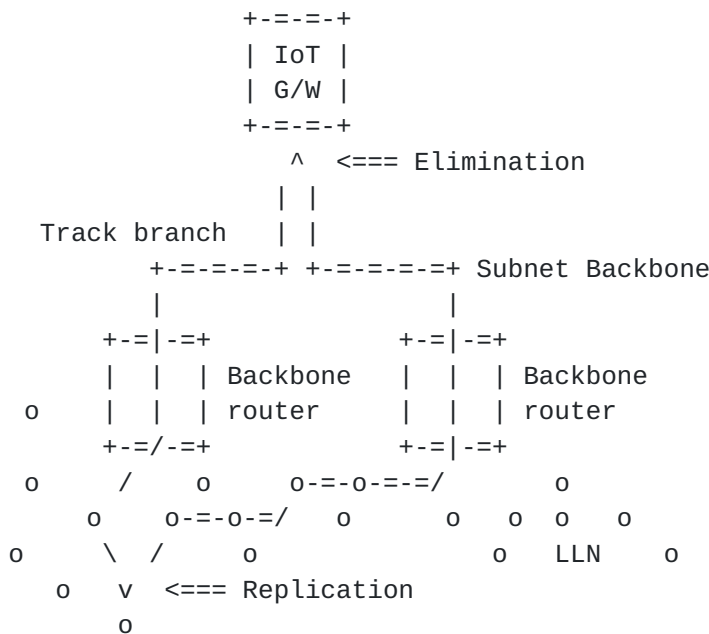 +-=-=-+
                  | IoT |
                  | G/W |
                  +-=-=-+
                     ^  <=== Elimination
                    | |
     Track branch   | |
            +-=-=-=-+ +-=-=-=-=+ Subnet Backbone
            |                  |
         +-=|-=+            +-=|-=+
         |  |  | Backbone   |  |  | Backbone
    o    |  |  | router     |  |  | router
         +-=/-=+            +-=|-=+
    o     /    o     o-=-o-=-=/       o
        o    o-=-o-=/   o      o   o  o   o
   o     \  /     o               o   LLN    o
      o   v  <=== Replication
          o